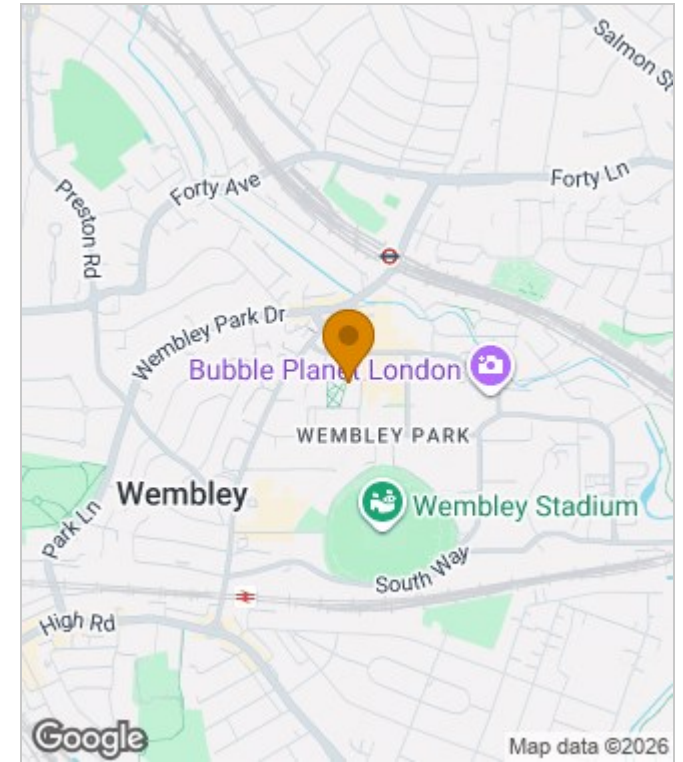 Salmon St
Forty Ln
Forty Ave
Preston Rd
Wembley Park Dr
Bubble Planet London
WEMBLEY PARK
Wembley
Wembley Stadium
Park Ln
South Way
High Rd
Google
Map data ©2026